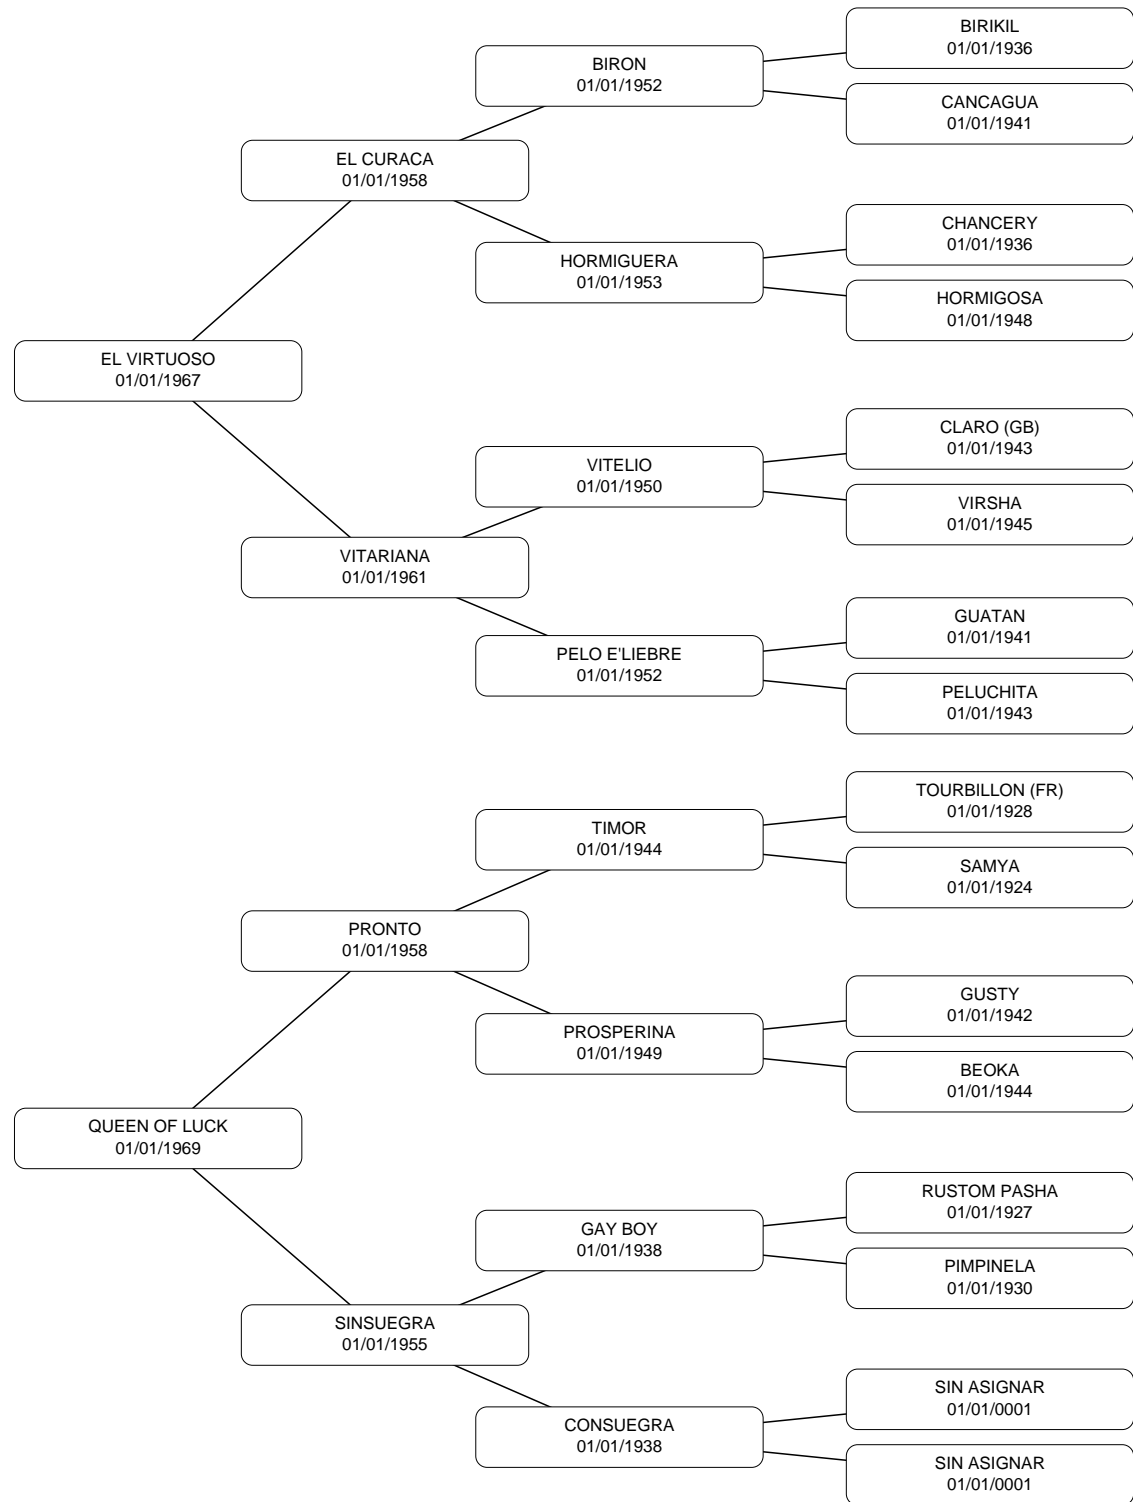 BIRIKIL
01/01/1936
BIRON
01/01/1952
CANCAGUA
01/01/1941
EL CURACA
01/01/1958
CHANCERY
01/01/1936
HORMIGUERA
01/01/1953
HORMIGOSA
01/01/1948
EL VIRTUOSO
01/01/1967
CLARO (GB)
01/01/1943
VITELIO
01/01/1950
VIRSHA
01/01/1945
VITARIANA
01/01/1961
GUATAN
01/01/1941
PELO E'LIEBRE
01/01/1952
PELUCHITA
01/01/1943
TOURBILLON (FR)
01/01/1928
TIMOR
01/01/1944
SAMYA
01/01/1924
PRONTO
01/01/1958
GUSTY
01/01/1942
PROSPERINA
01/01/1949
BEOKA
01/01/1944
QUEEN OF LUCK
01/01/1969
RUSTOM PASHA
01/01/1927
GAY BOY
01/01/1938
PIMPINELA
01/01/1930
SINSUEGRA
01/01/1955
SIN ASIGNAR
01/01/0001
CONSUEGRA
01/01/1938
SIN ASIGNAR
01/01/0001